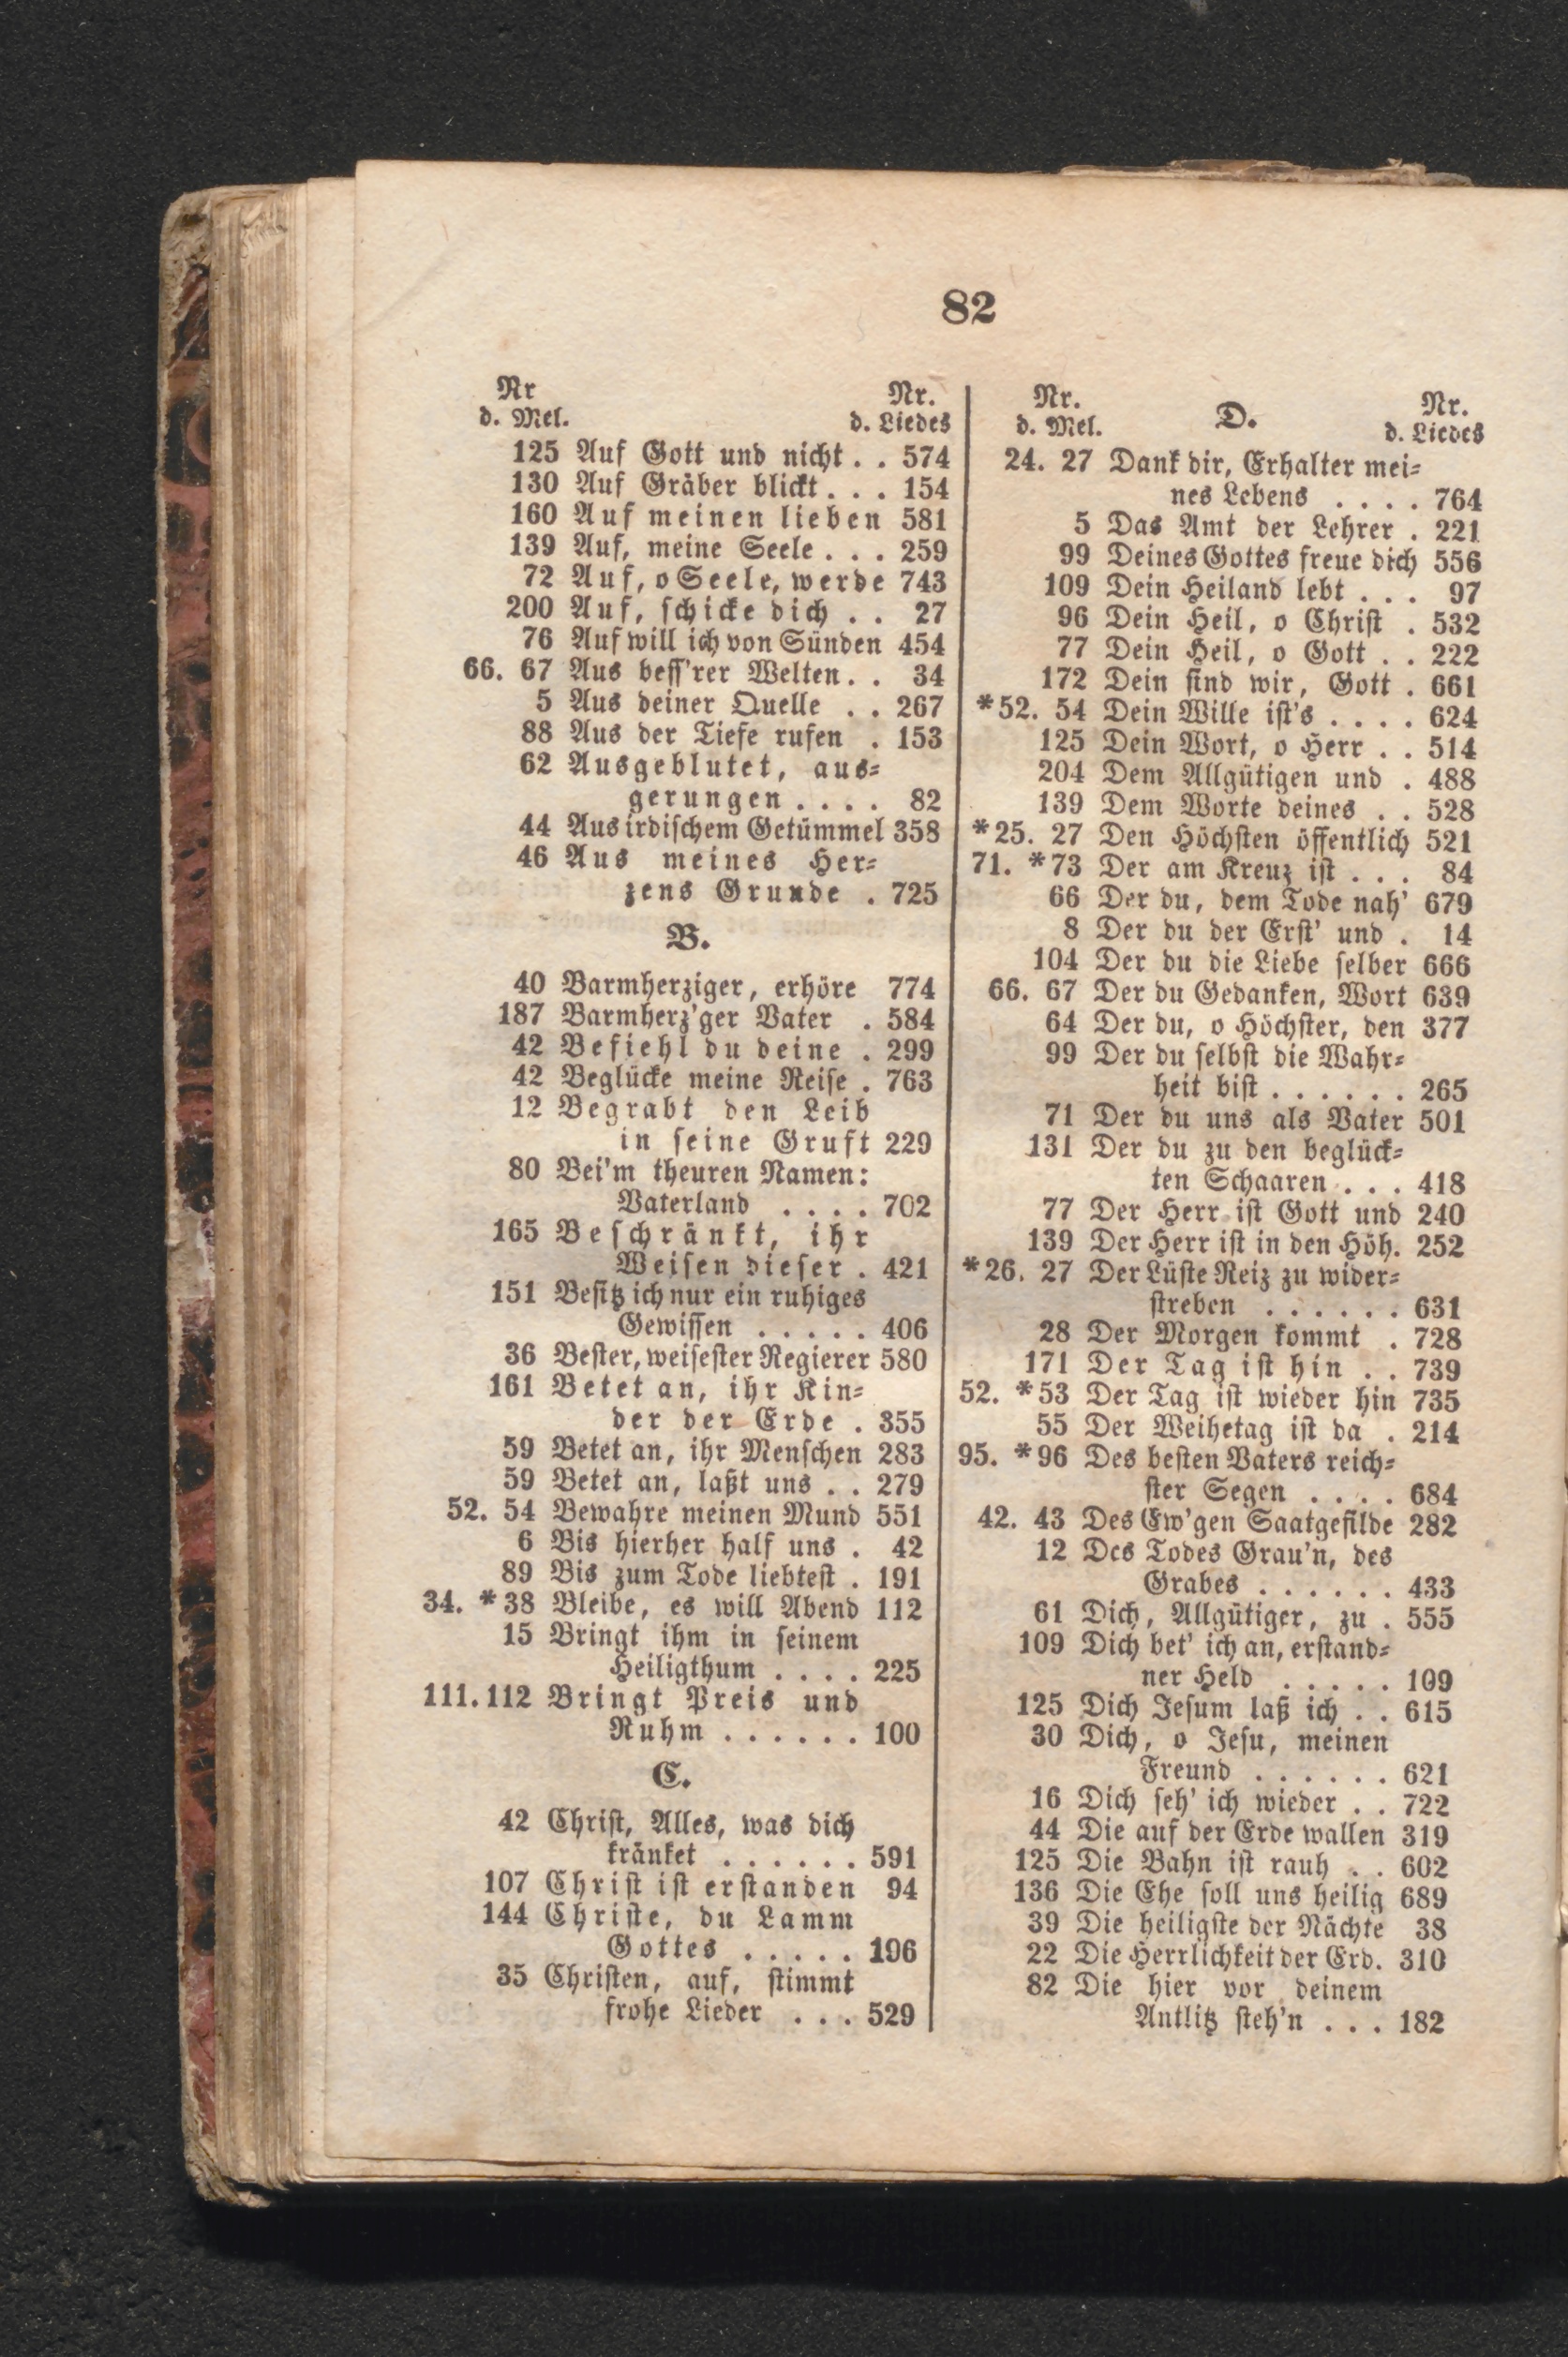 82
Nr Nr.
d. Mel. d. Liedes
125 Auf Gott und nicht . . 574
130 Auf Gräber blickt . . . 154
160 Auf meinen lieben 581
139 Auf, meine Seele . . . 259
72 Auf, o Seele, werde 743
200 Auf, schicke dich . . 27
76 Auf will ich von Sünden 454
66. 67 Aus bess'rer Welten . . 34
5 Aus deiner Quelle . . 267
88 Aus der Tiefe rufen . 153
62 Ausgeblutet, aus-
gerungen . . . . 82
44 Aus irdischem Getümmel 358
46 Aus meines Her-
zens Grunde . 725
B.
40 Barmherziger, erhöre 774
187 Barmherz'ger Vater . 584
42 Befiehl du deine . 299
42 Beglücke meine Reise . 763
12 Begrabt den Leib
in seine Gruft 229
80 Bei'm theuren Namen:
Vaterland . . . . 702
165 Beschränkt, ihr
Weisen dieser . 421
151 Besitz ich nur ein ruhiges
Gewissen . . . . . 406
36 Bester, weisester Regierer 580
161 Betet an, ihr Kin-
der der Erde . 355
59 Betet an, ihr Menschen 283
59 Betet an, laßt uns . . 279
52. 54 Bewahre meinen Mund 551
6 Bis hierher half uns . 42
89 Bis zum Tode liebtest . 191
34. *38 Bleibe, es will Abend 112
15 Bringt ihm in seinem
Heiligthum . . . . 225
111. 112 Bringt Preis und
Ruhm . . . . . . 100
C.
42 Christ, Alles, was dich
kränket . . . . . . 591
107 Christ ist erstanden 94
144 Christe, du Lamm
Gottes . . . . . 196
35 Christen, auf, stimmt
frohe Lieder . . . 529
Nr. D. Nr.
d. Mel. d. Liedes
24. 27 Dank dir, Erhalter mei-
nes Lebens . . . . 764
5 Das Amt der Lehrer . 221
99 Deines Gottes freue dich 556
109 Dein Heiland lebt . . . 97
96 Dein Heil, o Christ . 532
77 Dein Heil, o Gott . . 222
172 Dein sind wir, Gott . 661
*52. 54 Dein Wille ist's . . . . 624
125 Dein Wort, o Herr . . 514
204 Dem Allgütigen und . 488
139 Dem Worte deines . . 528
*25. 27 Den Höchsten öffentlich 521
71. *73 Der am Kreuz ist . . . 84
66 Der du, dem Tode nah' 679
8 Der du der Erst' und . 14
104 Der du die Liebe selber 666
66. 67 Der du Gedanken, Wort 639
64 Der du, o Höchster, den 377
99 Der du selbst die Wahr-
heit bist . . . . . . 265
71 Der du uns als Vater 501
131 Der du zu den beglück-
ten Schaaren . . . 418
77 Der Herr ist Gott und 240
139 Der Herr ist in den Höh. 252
*26. 27 Der Lüste Reiz zu wider-
streben . . . . . . 631
28 Der Morgen kommt . 728
171 Der Tag ist hin . . 739
52. *53 Der Tag ist wieder hin 735
55 Der Weihetag ist da . 214
95. *96 Des besten Vaters reich-
ster Segen . . . . 684
42. 43 Des Ew'gen Saatgefilde 282
12 Des Todes Grau'n, des
Grabes . . . . . . 433
61 Dich, Allgütiger, zu . 555
109 Dich bet' ich an, erstand-
ner Held . . . . . 109
125 Dich Jesum laß ich . . 615
30 Dich, o Jesu, meinen
Freund . . . . . . 621
16 Dich seh' ich wieder . . 722
44 Die auf der Erde wallen 319
125 Die Bahn ist rauh . . 602
136 Die Ehe soll uns heilig 689
39 Die heiligste der Nächte 38
22 Die Herrlichkeit der Erd. 310
82 Die hier vor deinem
Antlitz steh'n . . . 182